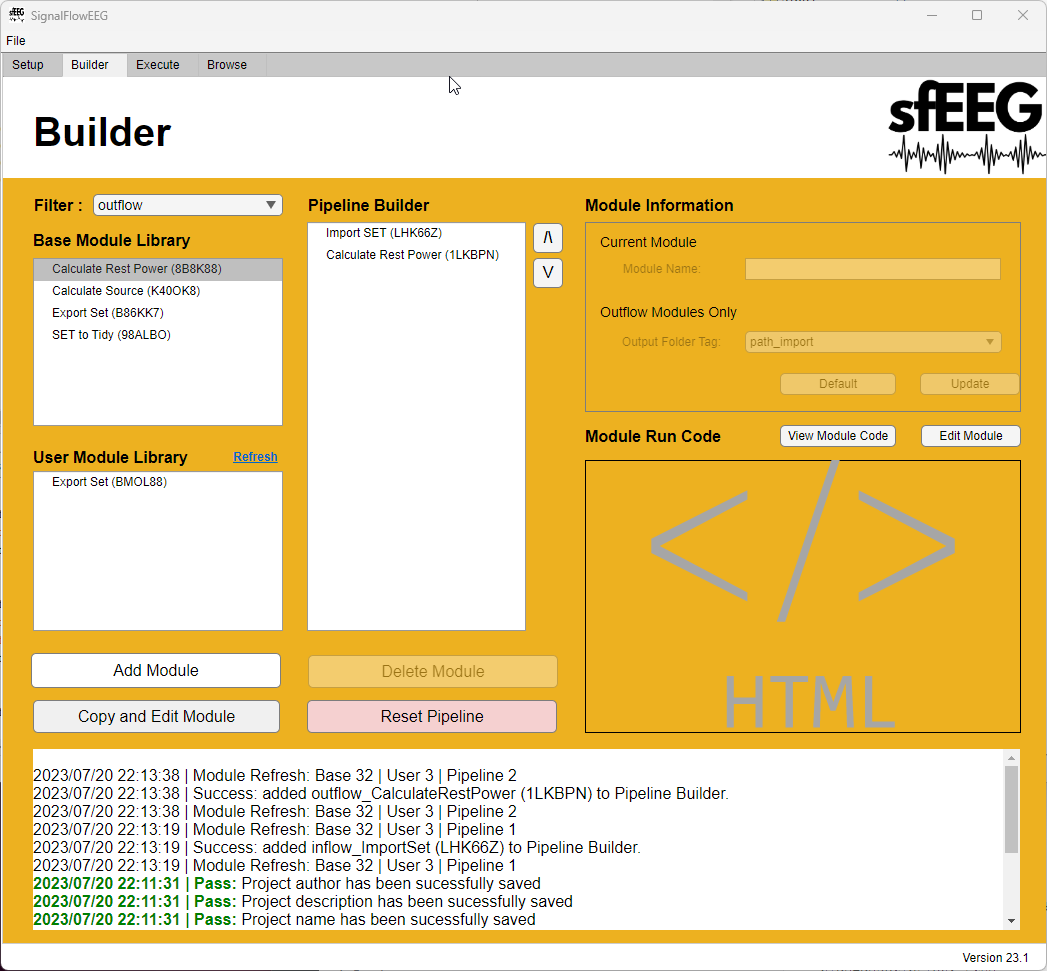 SignalFlowEEG
File
Setup Builder Execute Browse
Builder
sfEEG
Filter : outflow
Base Module Library
Calculate Rest Power (8B8K88)
Calculate Source (K40OK8)
Export Set (B86KK7)
SET to Tidy (98ALBO)
User Module Library Refresh
Export Set (BMOL88)
Add Module
Copy and Edit Module
Pipeline Builder
Import SET (LHK66Z)
Calculate Rest Power (1LKBPN)
/\
V
Delete Module
Reset Pipeline
Module Information
Current Module
Module Name:
Outflow Modules Only
Output Folder Tag: path_import
Default Update
Module Run Code View Module Code Edit Module
</>
HTML
2023/07/20 22:13:38 | Module Refresh: Base 32 | User 3 | Pipeline 2
2023/07/20 22:13:38 | Success: added outflow_CalculateRestPower (1LKBPN) to Pipeline Builder.
2023/07/20 22:13:38 | Module Refresh: Base 32 | User 3 | Pipeline 2
2023/07/20 22:13:19 | Module Refresh: Base 32 | User 3 | Pipeline 1
2023/07/20 22:13:19 | Success: added inflow_ImportSet (LHK66Z) to Pipeline Builder.
2023/07/20 22:13:19 | Module Refresh: Base 32 | User 3 | Pipeline 1
2023/07/20 22:11:31 | Pass: Project author has been sucessfully saved
2023/07/20 22:11:31 | Pass: Project description has been sucessfully saved
2023/07/20 22:11:31 | Pass: Project name has been sucessfully saved
Version 23.1